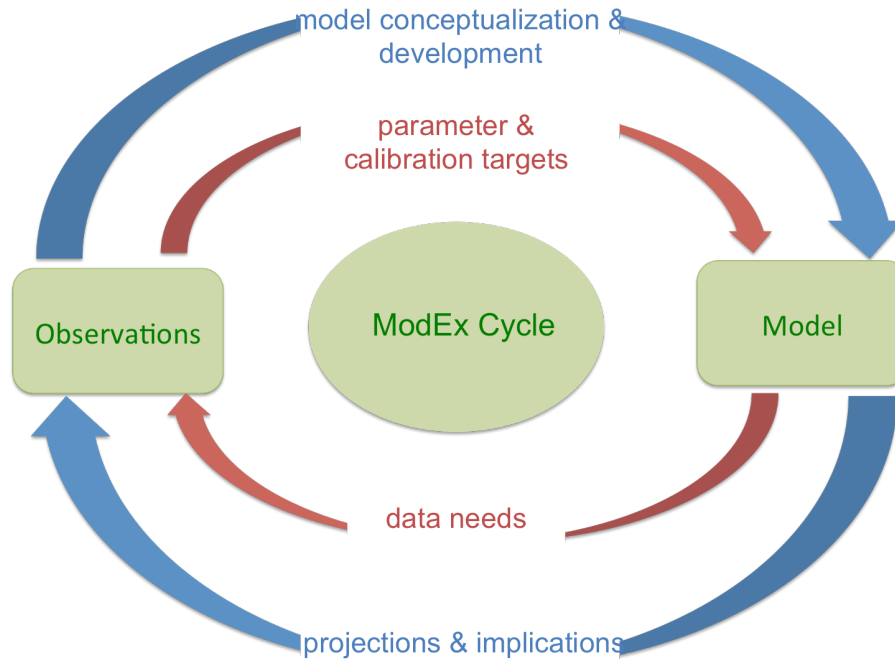 model conceptualization &
development
parameter &
calibration targets
Observations
ModEx Cycle
Model
data needs
projections & implications